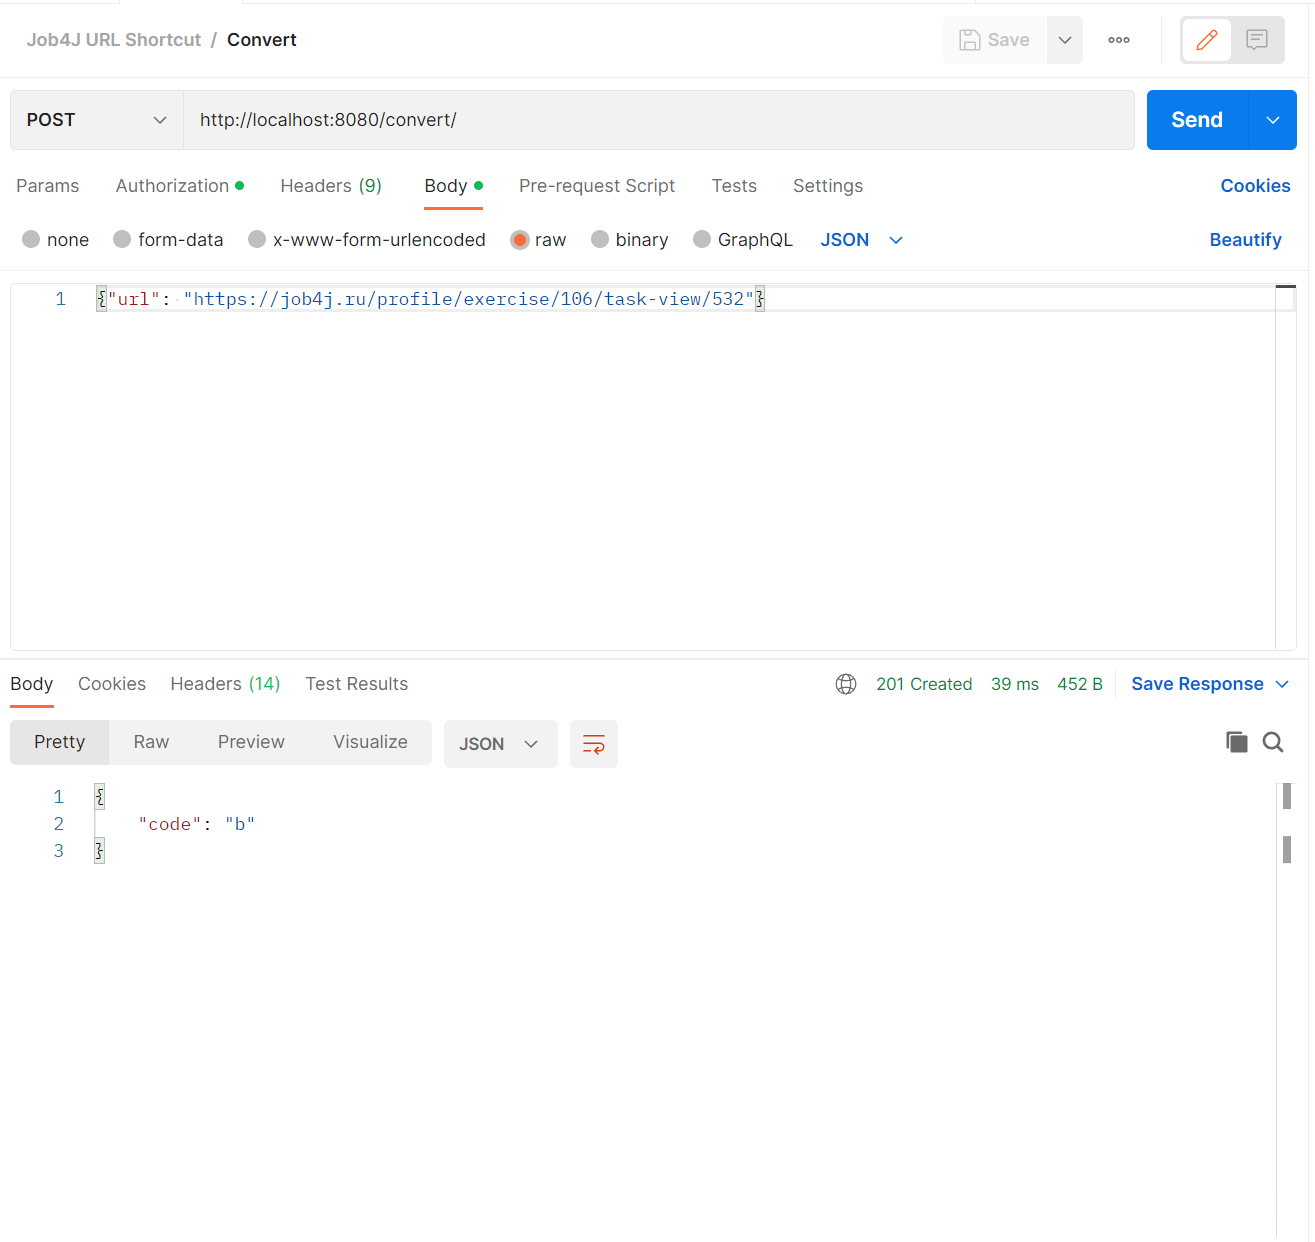 Job4J URL Shortcut / Convert
Save
POST http://localhost:8080/convert/ Send
Params Authorization Headers (9) Body Pre-request Script Tests Settings Cookies
none form-data x-www-form-urlencoded raw binary GraphQL JSON Beautify
1 {"url": "https://job4j.ru/profile/exercise/106/task-view/532"}
Body Cookies Headers (14) Test Results 201 Created 39 ms 452 B Save Response
Pretty Raw Preview Visualize JSON
1 {
2 "code": "b"
3 }